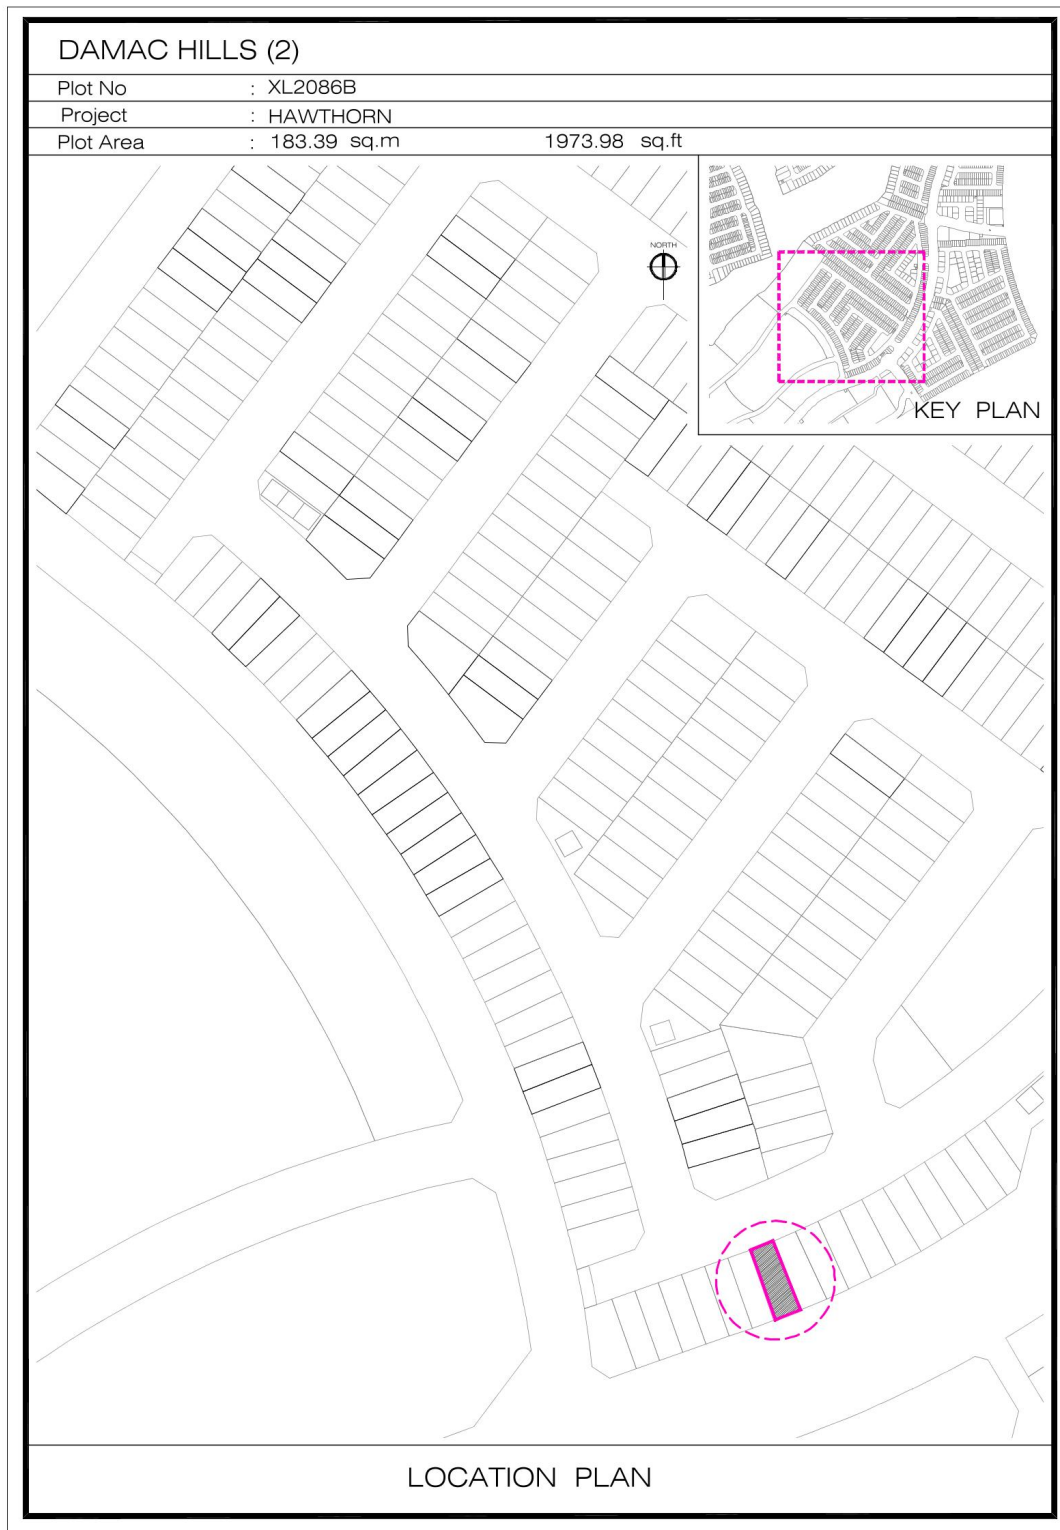 DAMAC HILLS (2)
Plot No : XL2086B
Project : HAWTHORN
Plot Area : 183.39 sq.m 1973.98 sq.ft
NORTH
KEY PLAN
LOCATION PLAN